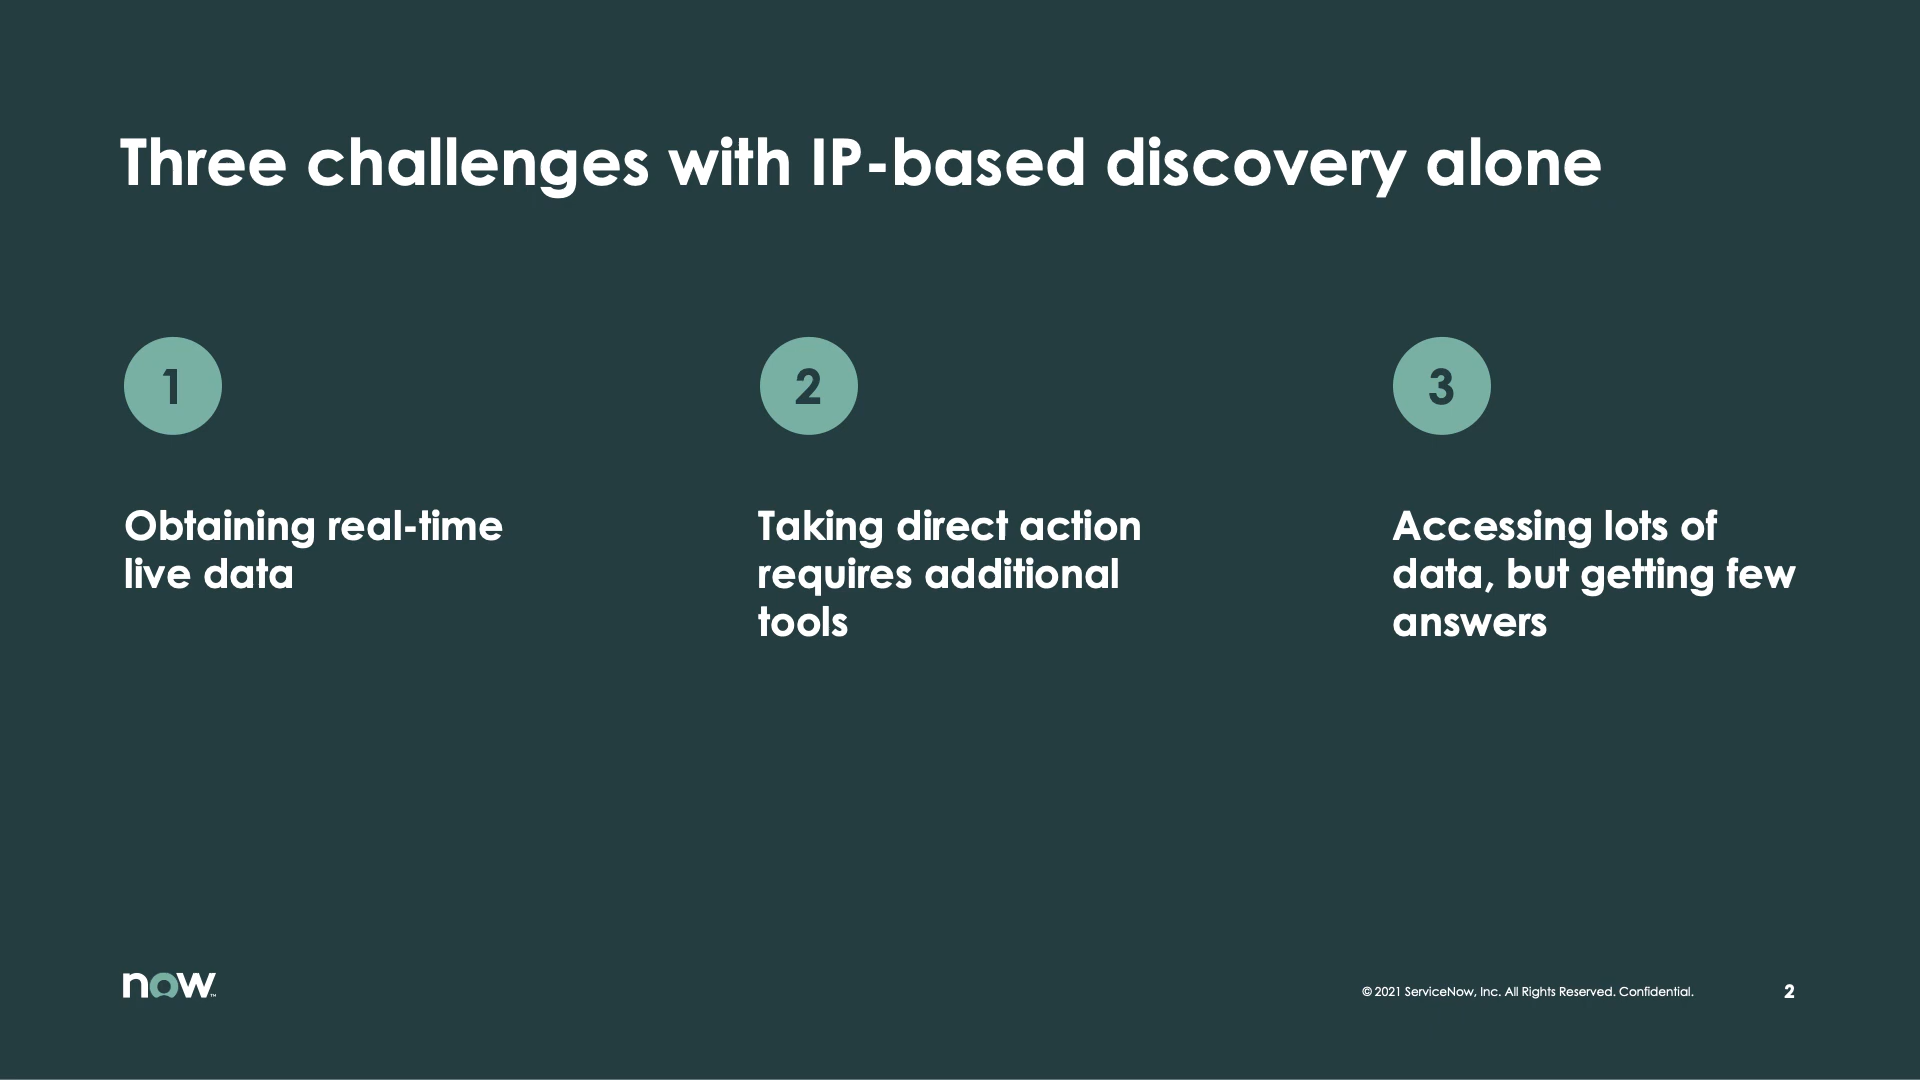 Three challenges with IP-based discovery alone
1
Obtaining real-time
live data
2
Taking direct action
requires additional
tools
3
Accessing lots of
data, but getting few
answers
now™
© 2021 ServiceNow, Inc. All Rights Reserved. Confidential.
2